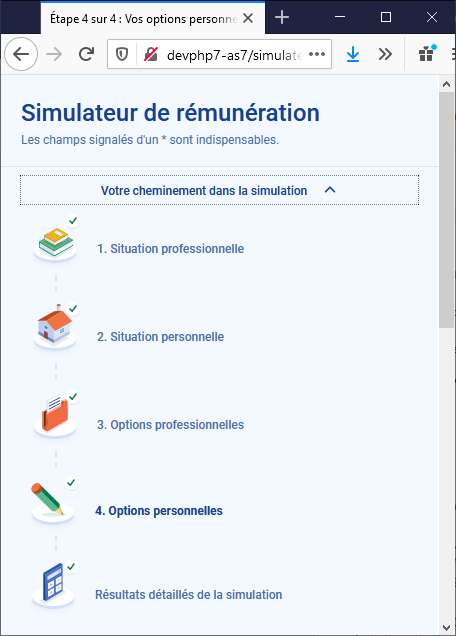 Étape 4 sur 4 : Vos options personne
devphp7-as7/simulate
Simulateur de rémunération
Les champs signalés d'un * sont indispensables.
Votre cheminement dans la simulation
1. Situation professionnelle
2. Situation personnelle
3. Options professionnelles
4. Options personnelles
Résultats détaillés de la simulation